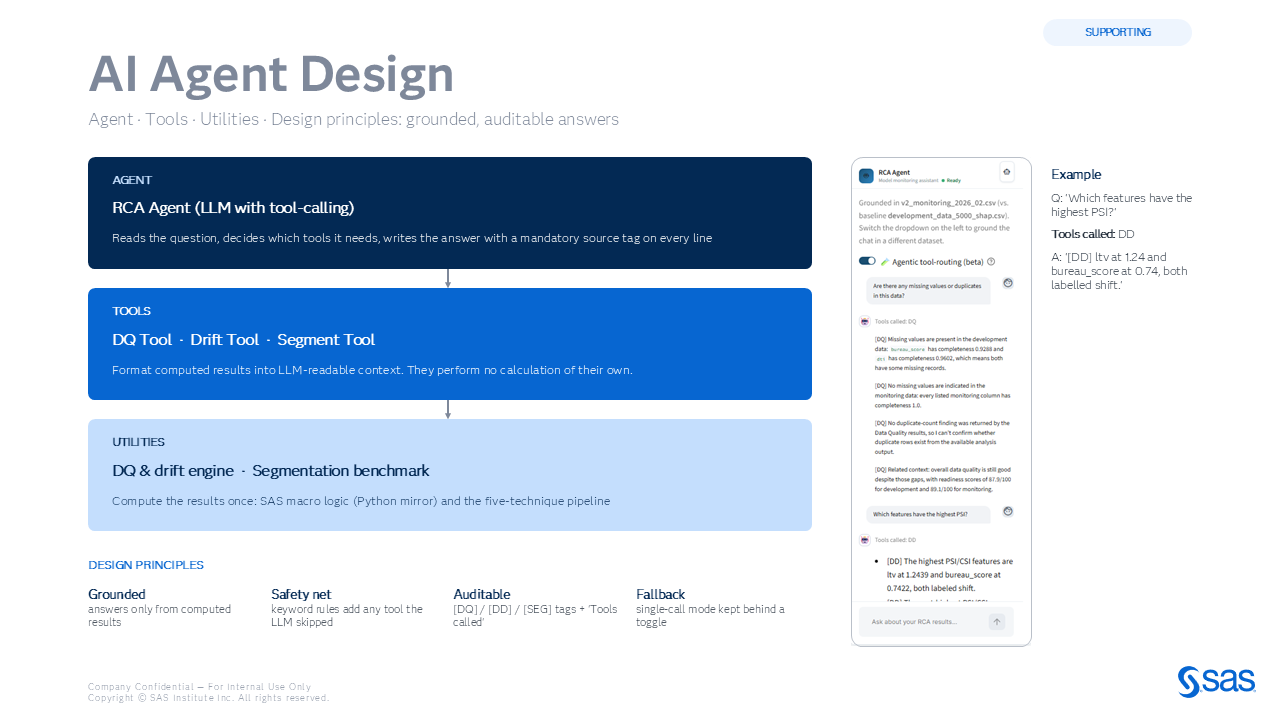 SUPPORTING
AI Agent Design
Agent · Tools · Utilities · Design principles: grounded, auditable answers
AGENT
RCA Agent (LLM with tool-calling)
Reads the question, decides which tools it needs, writes the answer with a mandatory source tag on every line
TOOLS
DQ Tool · Drift Tool · Segment Tool
Format computed results into LLM-readable context. They perform no calculation of their own.
UTILITIES
DQ & drift engine · Segmentation benchmark
Compute the results once: SAS macro logic (Python mirror) and the five-technique pipeline
DESIGN PRINCIPLES
Grounded
answers only from computed
results
Safety net
keyword rules add any tool the
LLM skipped
Auditable
[DQ] / [DD] / [SEG] tags + 'Tools
called'
Fallback
single-call mode kept behind a
toggle
RCA Agent
Model monitoring assistant ● Ready
Grounded in v2_monitoring_2026_02.csv (vs.
baseline development_data_5000_shap.csv).
Switch the dropdown on the left to ground the
chat in a different dataset.
Agentic tool-routing (beta)
Are there any missing values or duplicates
in this data?
Tools called: DQ
[DQ] Missing values are present in the development
data: bureau_score has completeness 0.9288 and
dti has completeness 0.9602, which means both
have some missing records.
[DQ] No missing values are indicated in the
monitoring data: every listed monitoring column has
completeness 1.0.
[DQ] No duplicate-count finding was returned by the
Data Quality results, so I can't confirm whether
duplicate rows exist from the available analysis
output.
[DQ] Related context: overall data quality is still good
despite those gaps, with readiness scores of 87.9/100
for development and 89.1/100 for monitoring.
Which features have the highest PSI?
Tools called: DD
• [DD] The highest PSI/CSI features are
ltv at 1.2439 and bureau_score at
0.7422, both labeled shift.
Ask about your RCA results...
Example
Q: 'Which features have the
highest PSI?'
Tools called: DD
A: '[DD] ltv at 1.24 and
bureau_score at 0.74, both
labelled shift.'
Company Confidential – For Internal Use Only
Copyright © SAS Institute Inc. All rights reserved.
sas